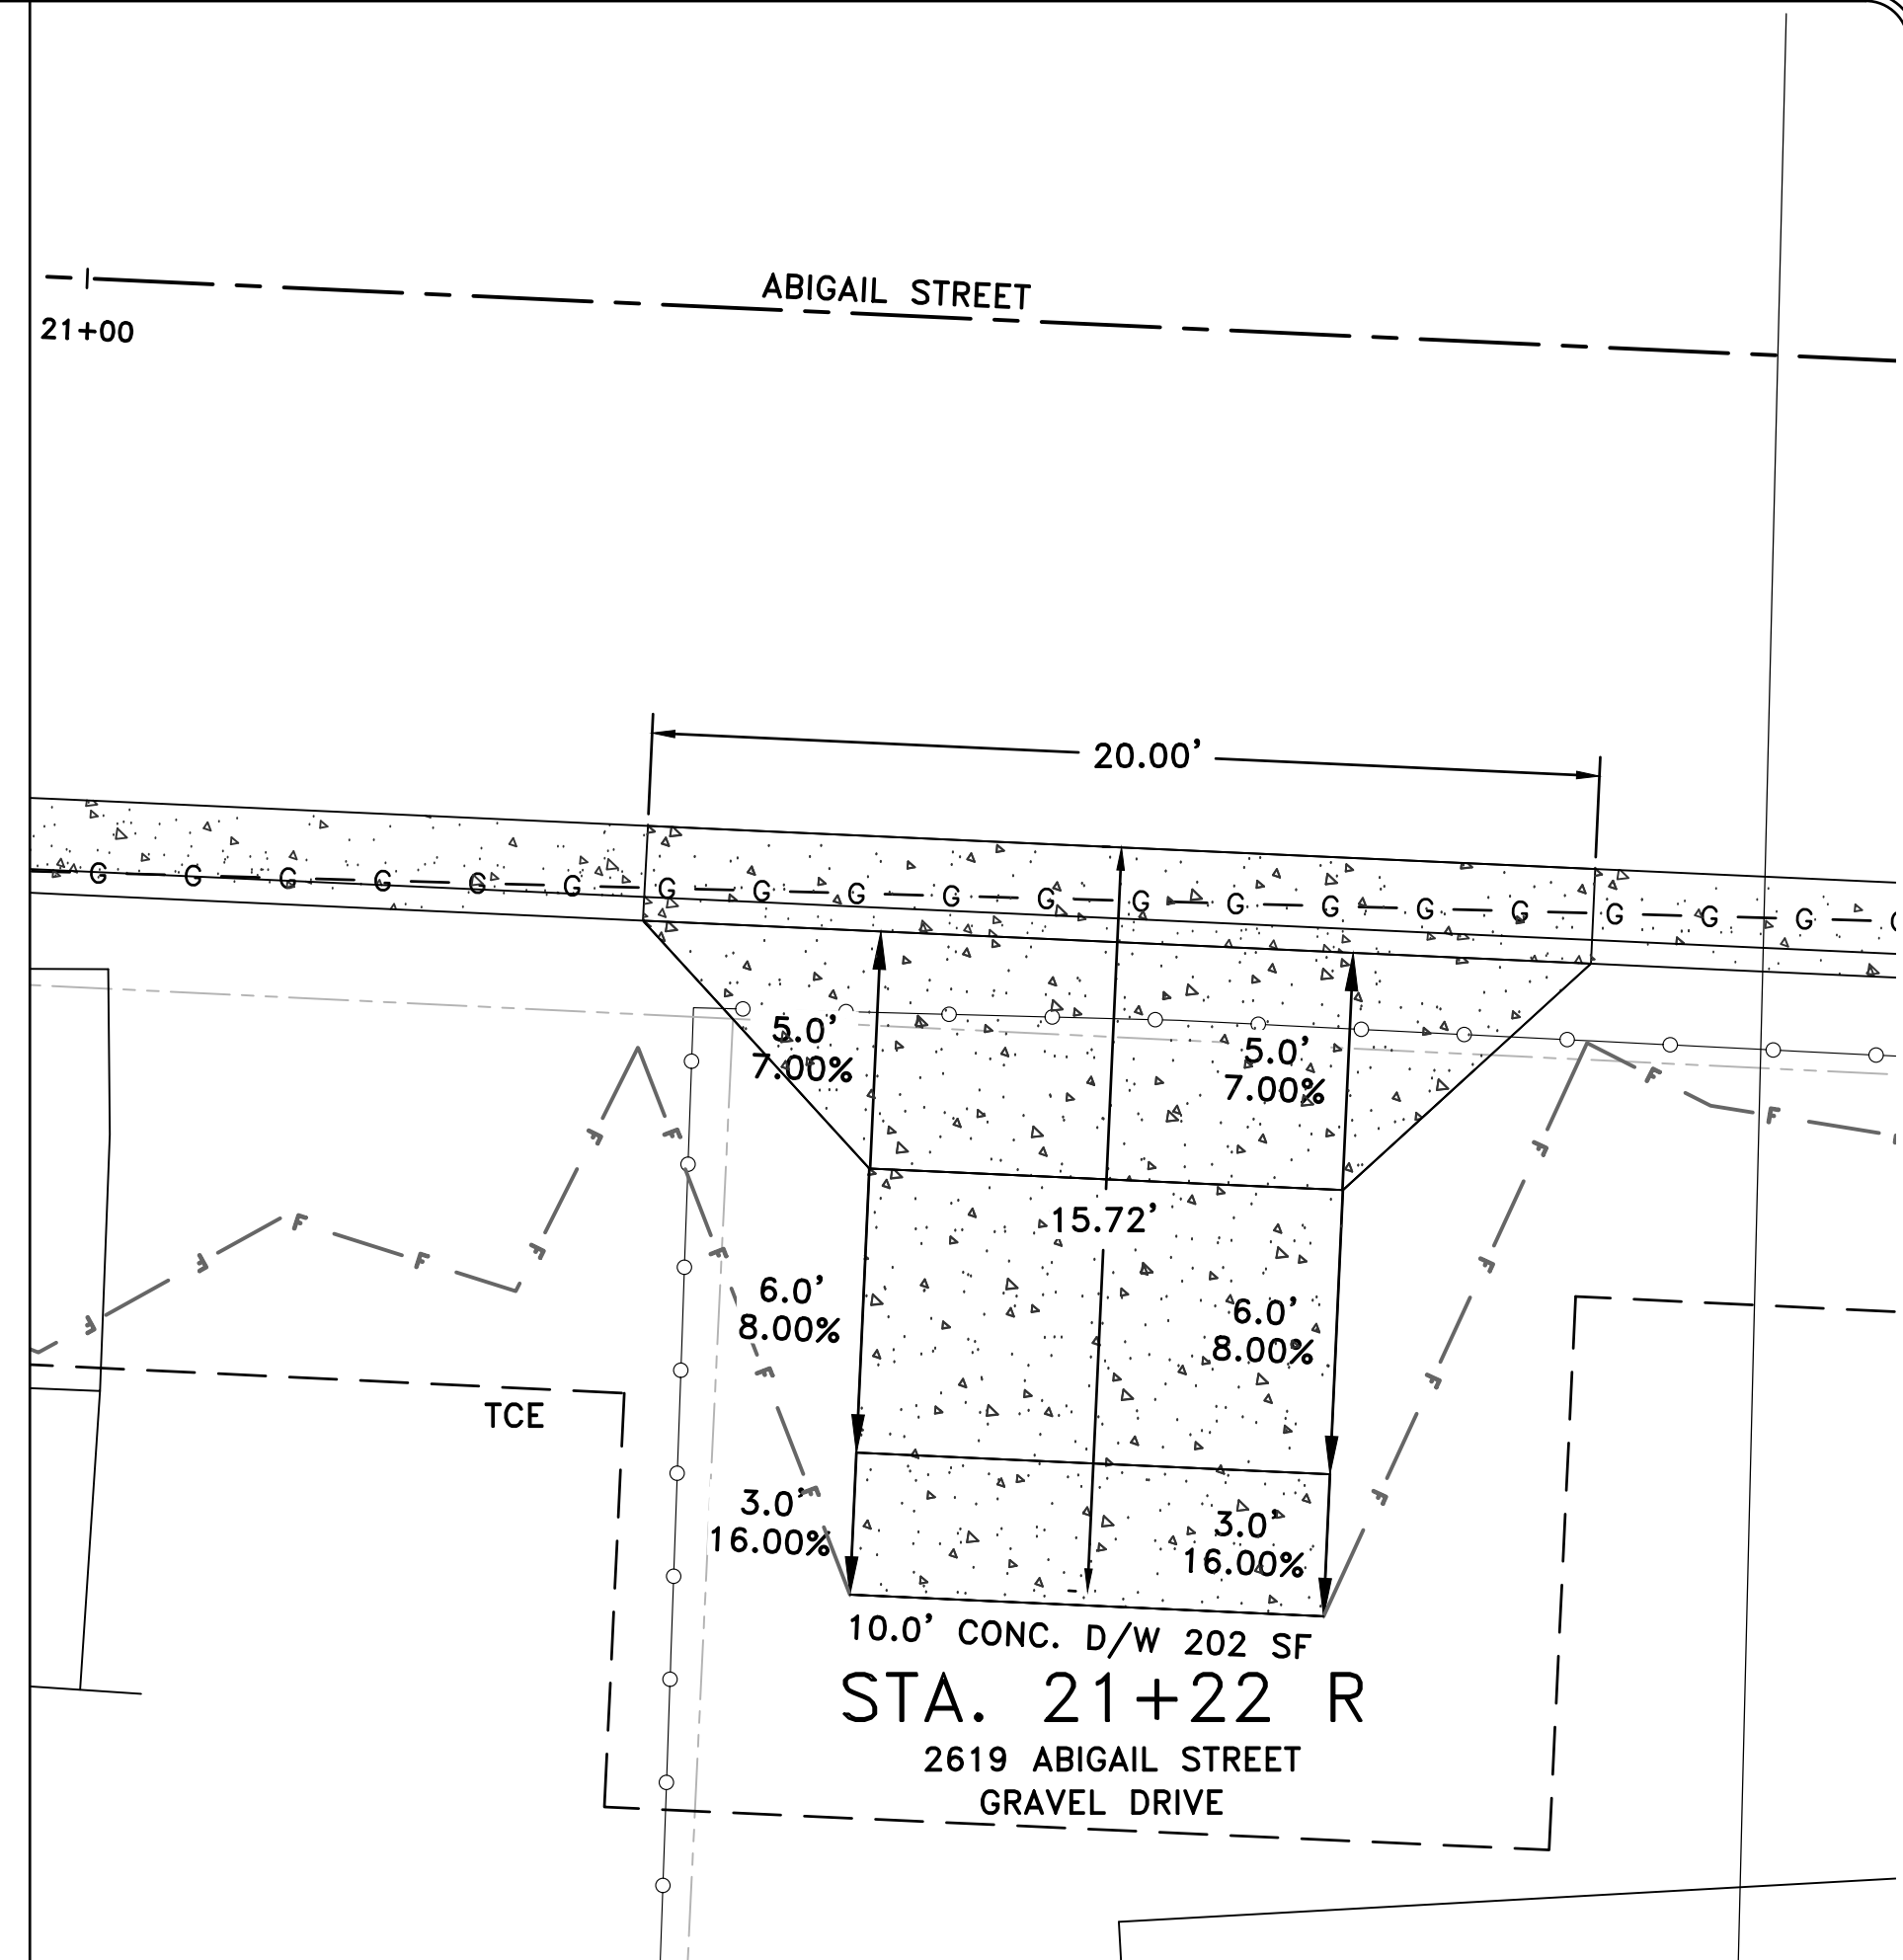 ABIGAIL STREET
21+00
20.00'
G G G G G G G G G G G G G G G G G G G G
5.0'
7.00%
5.0'
7.00%
F F F F F F F F F F F F F F F F F
15.72'
6.0'
8.00%
6.0'
8.00%
TCE
3.0'
16.00%
3.0'
16.00%
10.0' CONC. D/W 202 SF
STA. 21+22 R
2619 ABIGAIL STREET
GRAVEL DRIVE